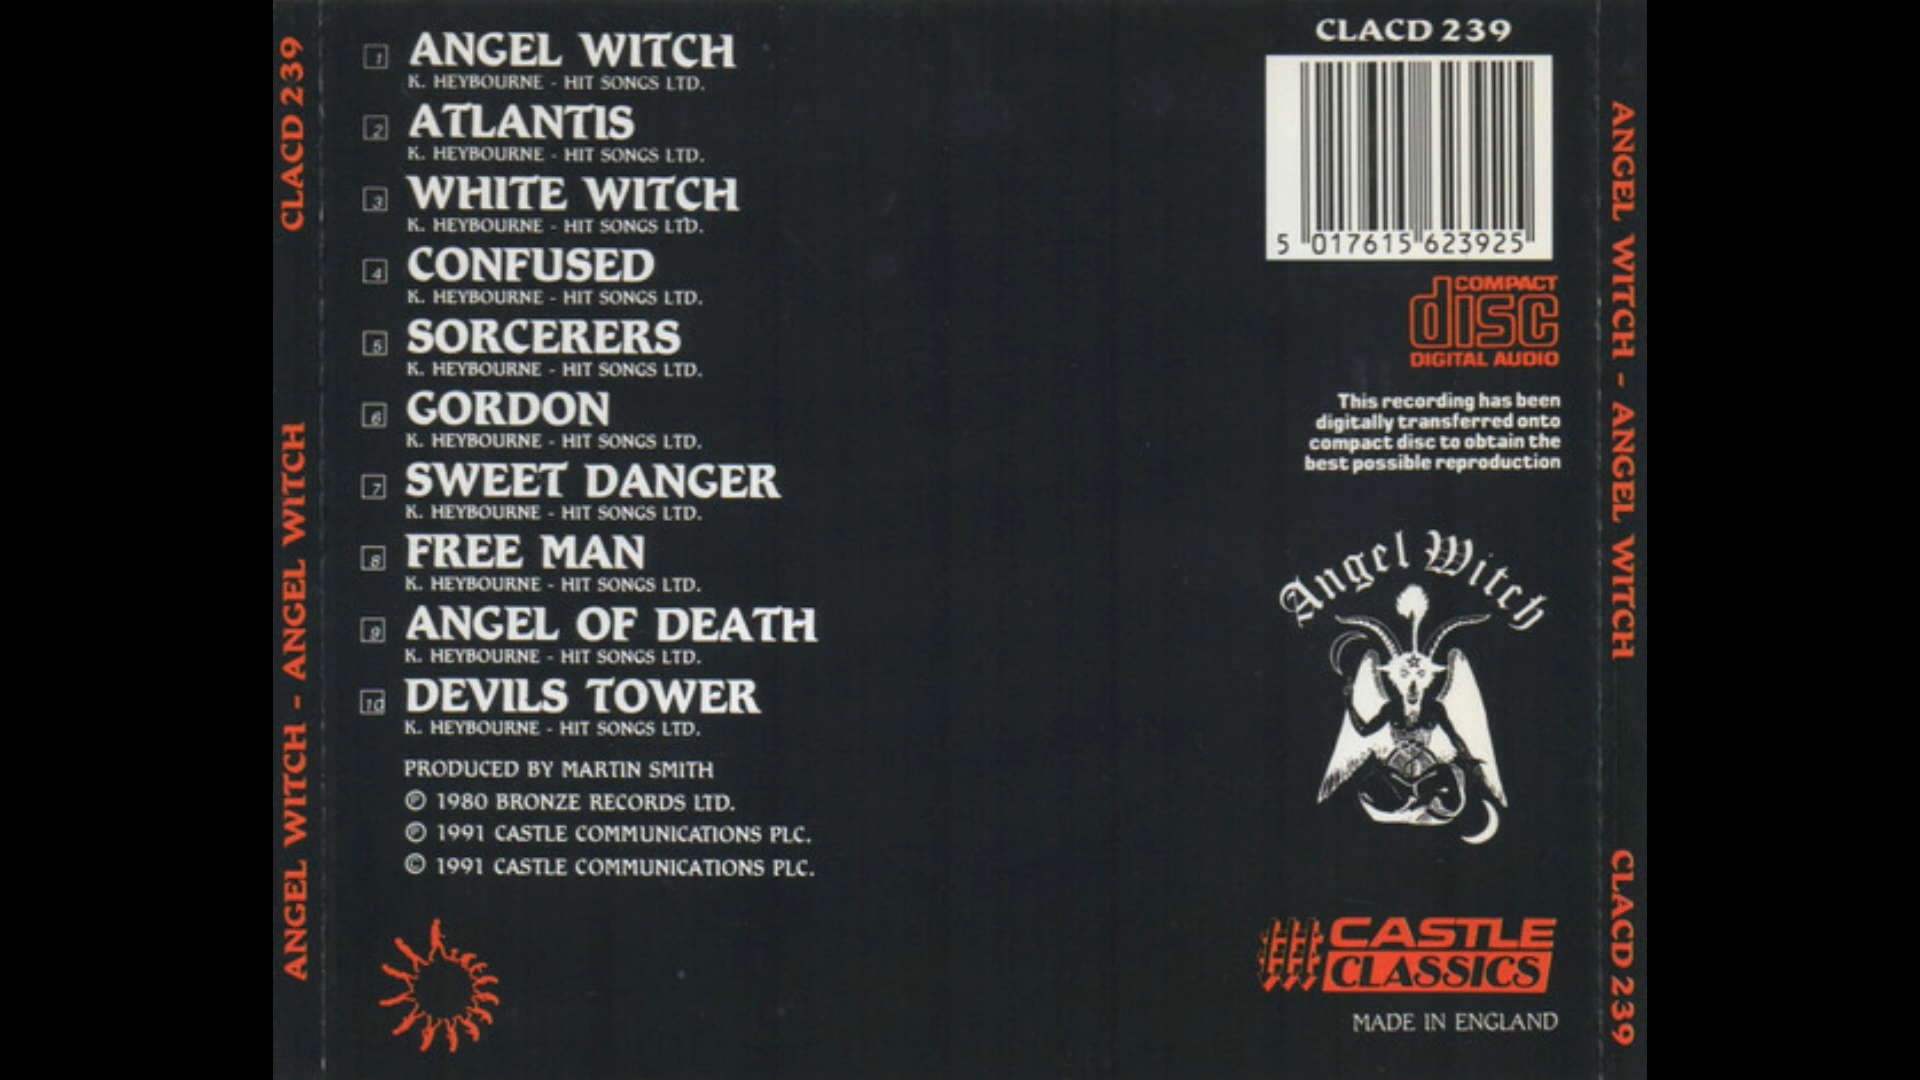 CLACD 239
ANGEL WITCH - ANGEL WITCH
1 ANGEL WITCH
K. HEYBOURNE - HIT SONGS LTD.
2 ATLANTIS
K. HEYBOURNE - HIT SONGS LTD.
3 WHITE WITCH
K. HEYBOURNE - HIT SONGS LTD.
4 CONFUSED
K. HEYBOURNE - HIT SONGS LTD.
5 SORCERERS
K. HEYBOURNE - HIT SONGS LTD.
6 GORDON
K. HEYBOURNE - HIT SONGS LTD.
7 SWEET DANGER
K. HEYBOURNE - HIT SONGS LTD.
8 FREE MAN
K. HEYBOURNE - HIT SONGS LTD.
9 ANGEL OF DEATH
K. HEYBOURNE - HIT SONGS LTD.
10 DEVILS TOWER
K. HEYBOURNE - HIT SONGS LTD.
PRODUCED BY MARTIN SMITH
℗ 1980 BRONZE RECORDS LTD.
℗ 1991 CASTLE COMMUNICATIONS PLC.
© 1991 CASTLE COMMUNICATIONS PLC.
CLACD 239
5 017615 623925
COMPACT
disc
DIGITAL AUDIO
This recording has been
digitally transferred onto
compact disc to obtain the
best possible reproduction
Angel Witch
CASTLE
CLASSICS
MADE IN ENGLAND
ANGEL WITCH - ANGEL WITCH
CLACD 239